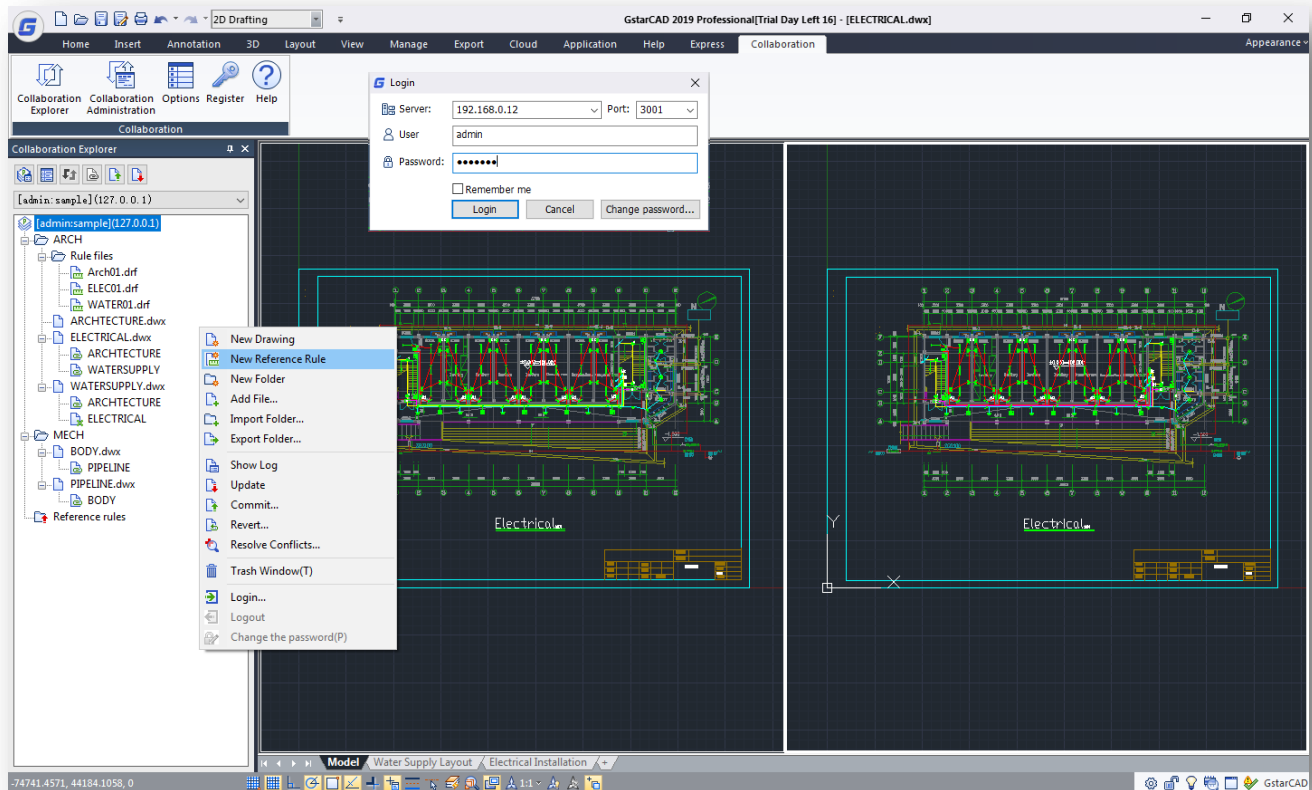 2D Drafting
GstarCAD 2019 Professional[Trial Day Left 16] - [ELECTRICAL.dwx]
Home Insert Annotation 3D Layout View Manage Export Cloud Application Help Express Collaboration Appearance
Collaboration Explorer
Collaboration Administration
Options
Register
Help
Collaboration
Login
Server: 192.168.0.12 Port: 3001
User admin
Password: •••••••
Remember me
Login Cancel Change password...
Collaboration Explorer
[admin:sample](127.0.0.1)
[admin:sample](127.0.0.1)
ARCH
Rule files
Arch01.drf
ELEC01.drf
WATER01.drf
ARCHTECTURE.dwx
ELECTRICAL.dwx
ARCHTECTURE
WATERSUPPLY
WATERSUPPLY.dwx
ARCHTECTURE
ELECTRICAL
MECH
BODY.dwx
PIPELINE
PIPELINE.dwx
BODY
Reference rules
New Drawing
New Reference Rule
New Folder
Add File...
Import Folder...
Export Folder...
Show Log
Update
Commit...
Revert...
Resolve Conflicts...
Trash Window(T)
Login...
Logout
Change the password(P)
N
Electrical
N
Electrical
Y
X
Model Water Supply Layout Electrical Installation +
-74741.4571, 44184.1058, 0
1:1
GstarCAD